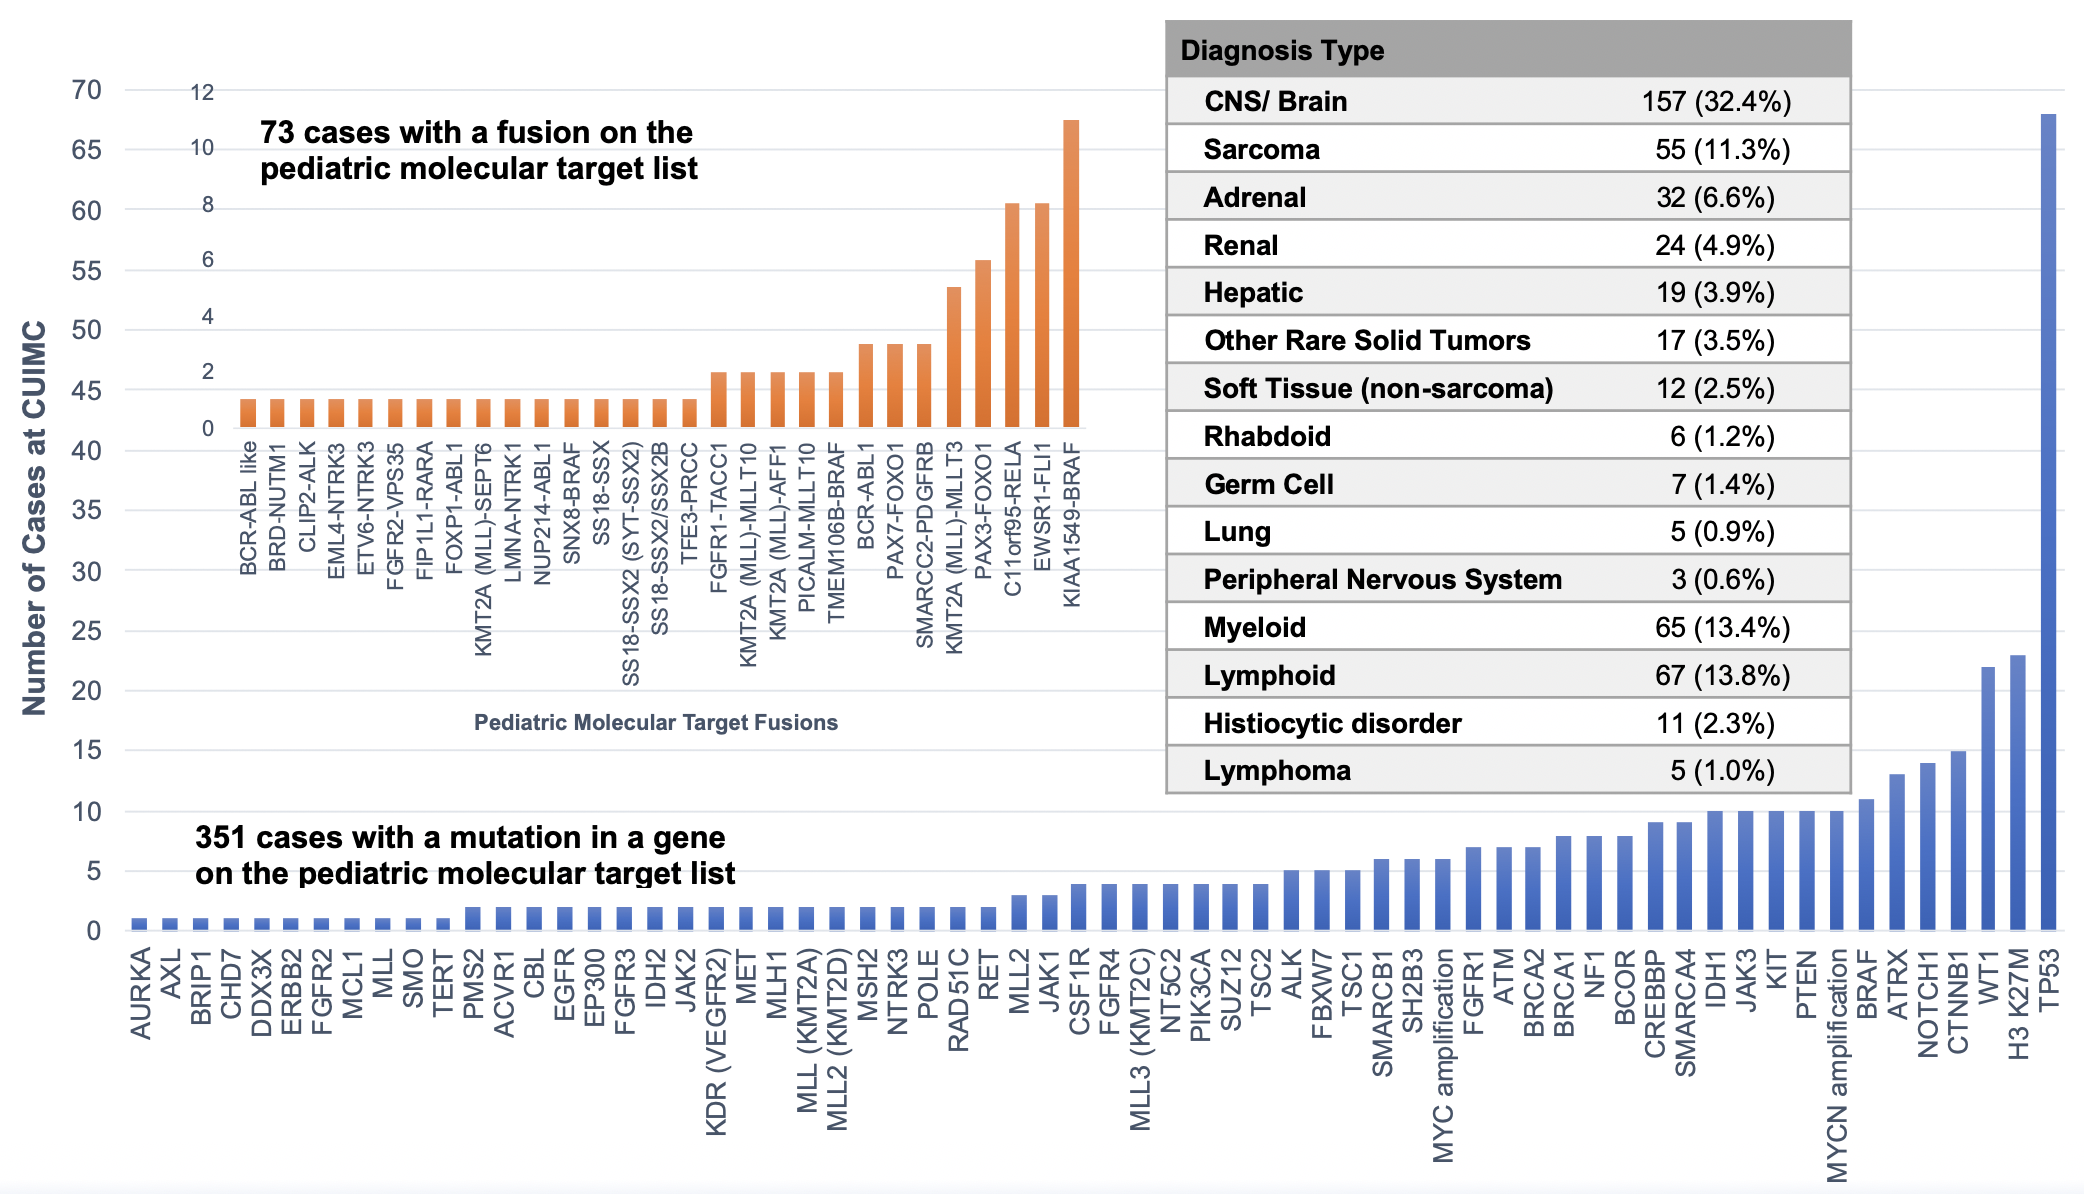 Number of Cases at CUIMC
70
65
60
55
50
45
40
35
30
25
20
15
10
5
0
73 cases with a fusion on the
pediatric molecular target list
12
10
8
6
4
2
0
BCR-ABL like
BRD-NUTM1
CLIP2-ALK
EML4-NTRK3
ETV6-NTRK3
FGFR2-VPS35
FIP1L1-RARA
FOXP1-ABL1
KMT2A (MLL)-SEPT6
LMNA-NTRK1
NUP214-ABL1
SNX8-BRAF
SS18-SSX
SS18-SSX2 (SYT-SSX2)
SS18-SSX2/SSX2B
TFE3-PRCC
FGFR1-TACC1
KMT2A (MLL)-MLLT10
KMT2A (MLL)-AFF1
PICALM-MLLT10
TMEM106B-BRAF
BCR-ABL1
PAX7-FOXO1
SMARCC2-PDGFRB
KMT2A (MLL)-MLLT3
PAX3-FOXO1
C11orf95-RELA
EWSR1-FLI1
KIAA1549-BRAF
Pediatric Molecular Target Fusions
Diagnosis Type
CNS/ Brain 157 (32.4%)
Sarcoma 55 (11.3%)
Adrenal 32 (6.6%)
Renal 24 (4.9%)
Hepatic 19 (3.9%)
Other Rare Solid Tumors 17 (3.5%)
Soft Tissue (non-sarcoma) 12 (2.5%)
Rhabdoid 6 (1.2%)
Germ Cell 7 (1.4%)
Lung 5 (0.9%)
Peripheral Nervous System 3 (0.6%)
Myeloid 65 (13.4%)
Lymphoid 67 (13.8%)
Histiocytic disorder 11 (2.3%)
Lymphoma 5 (1.0%)
351 cases with a mutation in a gene
on the pediatric molecular target list
AURKA
AXL
BRIP1
CHD7
DDX3X
ERBB2
FGFR2
MCL1
MLL
SMO
TERT
PMS2
ACVR1
CBL
EGFR
EP300
FGFR3
IDH2
JAK2
KDR (VEGFR2)
MET
MLH1
MLL (KMT2A)
MLL2 (KMT2D)
MSH2
NTRK3
POLE
RAD51C
RET
MLL2
JAK1
CSF1R
FGFR4
MLL3 (KMT2C)
NT5C2
PIK3CA
SUZ12
TSC2
ALK
FBXW7
TSC1
SMARCB1
SH2B3
MYC amplification
FGFR1
ATM
BRCA2
BRCA1
NF1
BCOR
CREBBP
SMARCA4
IDH1
JAK3
KIT
PTEN
MYCN amplification
BRAF
ATRX
NOTCH1
CTNNB1
WT1
H3 K27M
TP53